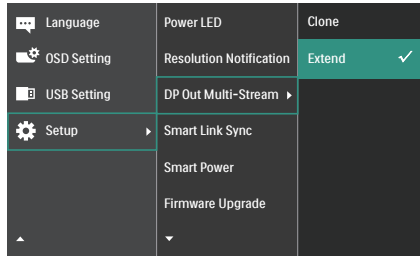 Language
OSD Setting
USB Setting
Setup
Power LED
Resolution Notification
DP Out Multi-Stream
Smart Link Sync
Smart Power
Firmware Upgrade
Clone
Extend